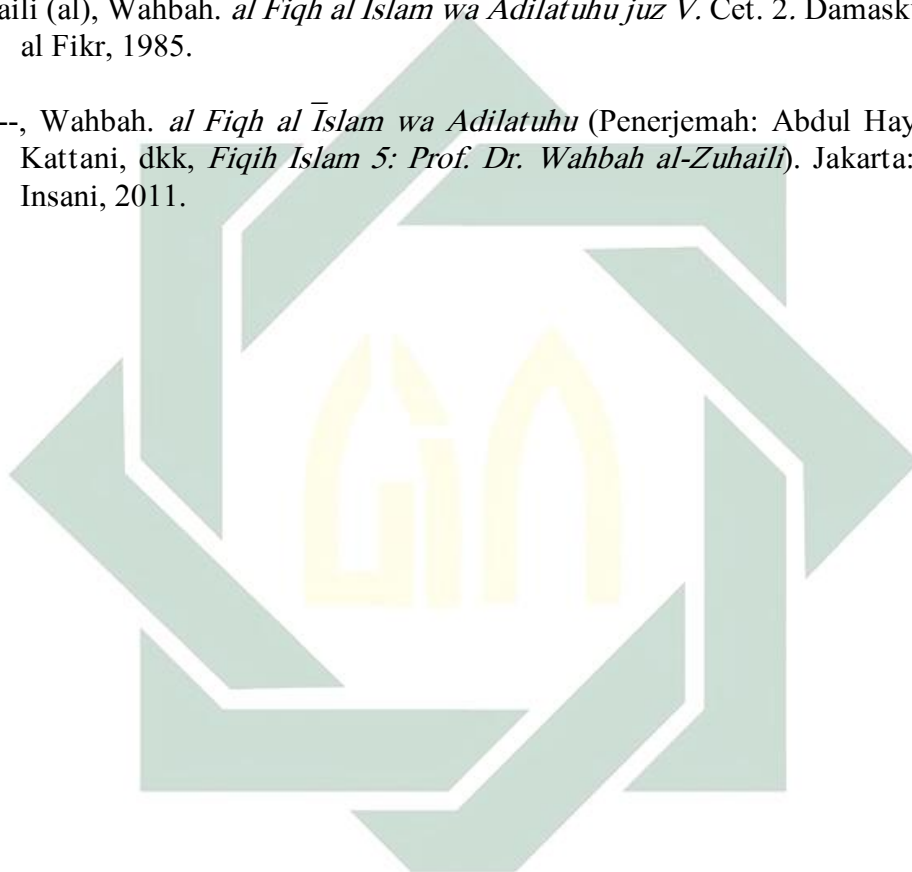 aili (al), Wahbah. al Fiqh al Islam wa Adilatuhu juz V. Cet. 2. Damask
al Fikr, 1985.
--, Wahbah. al Fiqh al Īslam wa Adilatuhu (Penerjemah: Abdul Hay
Kattani, dkk, Fiqih Islam 5: Prof. Dr. Wahbah al-Zuhaili). Jakarta:
Insani, 2011.